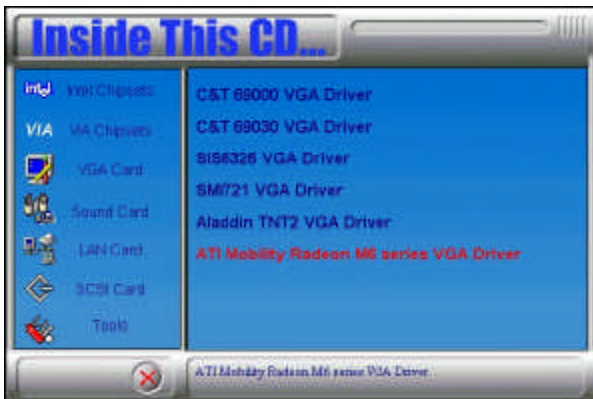 Inside This CD...
intel Intel Chipsets
VIA VIA Chipsets
VGA Card
Sound Card
LAN Card
SCSI Card
Tools
C&T 69000 VGA Driver
C&T 69030 VGA Driver
SIS6326 VGA Driver
SMI721 VGA Driver
Aladdin TNT2 VGA Driver
ATI Mobility Radeon M6 series VGA Driver
ATI Mobility Radeon M6 series VGA Driver